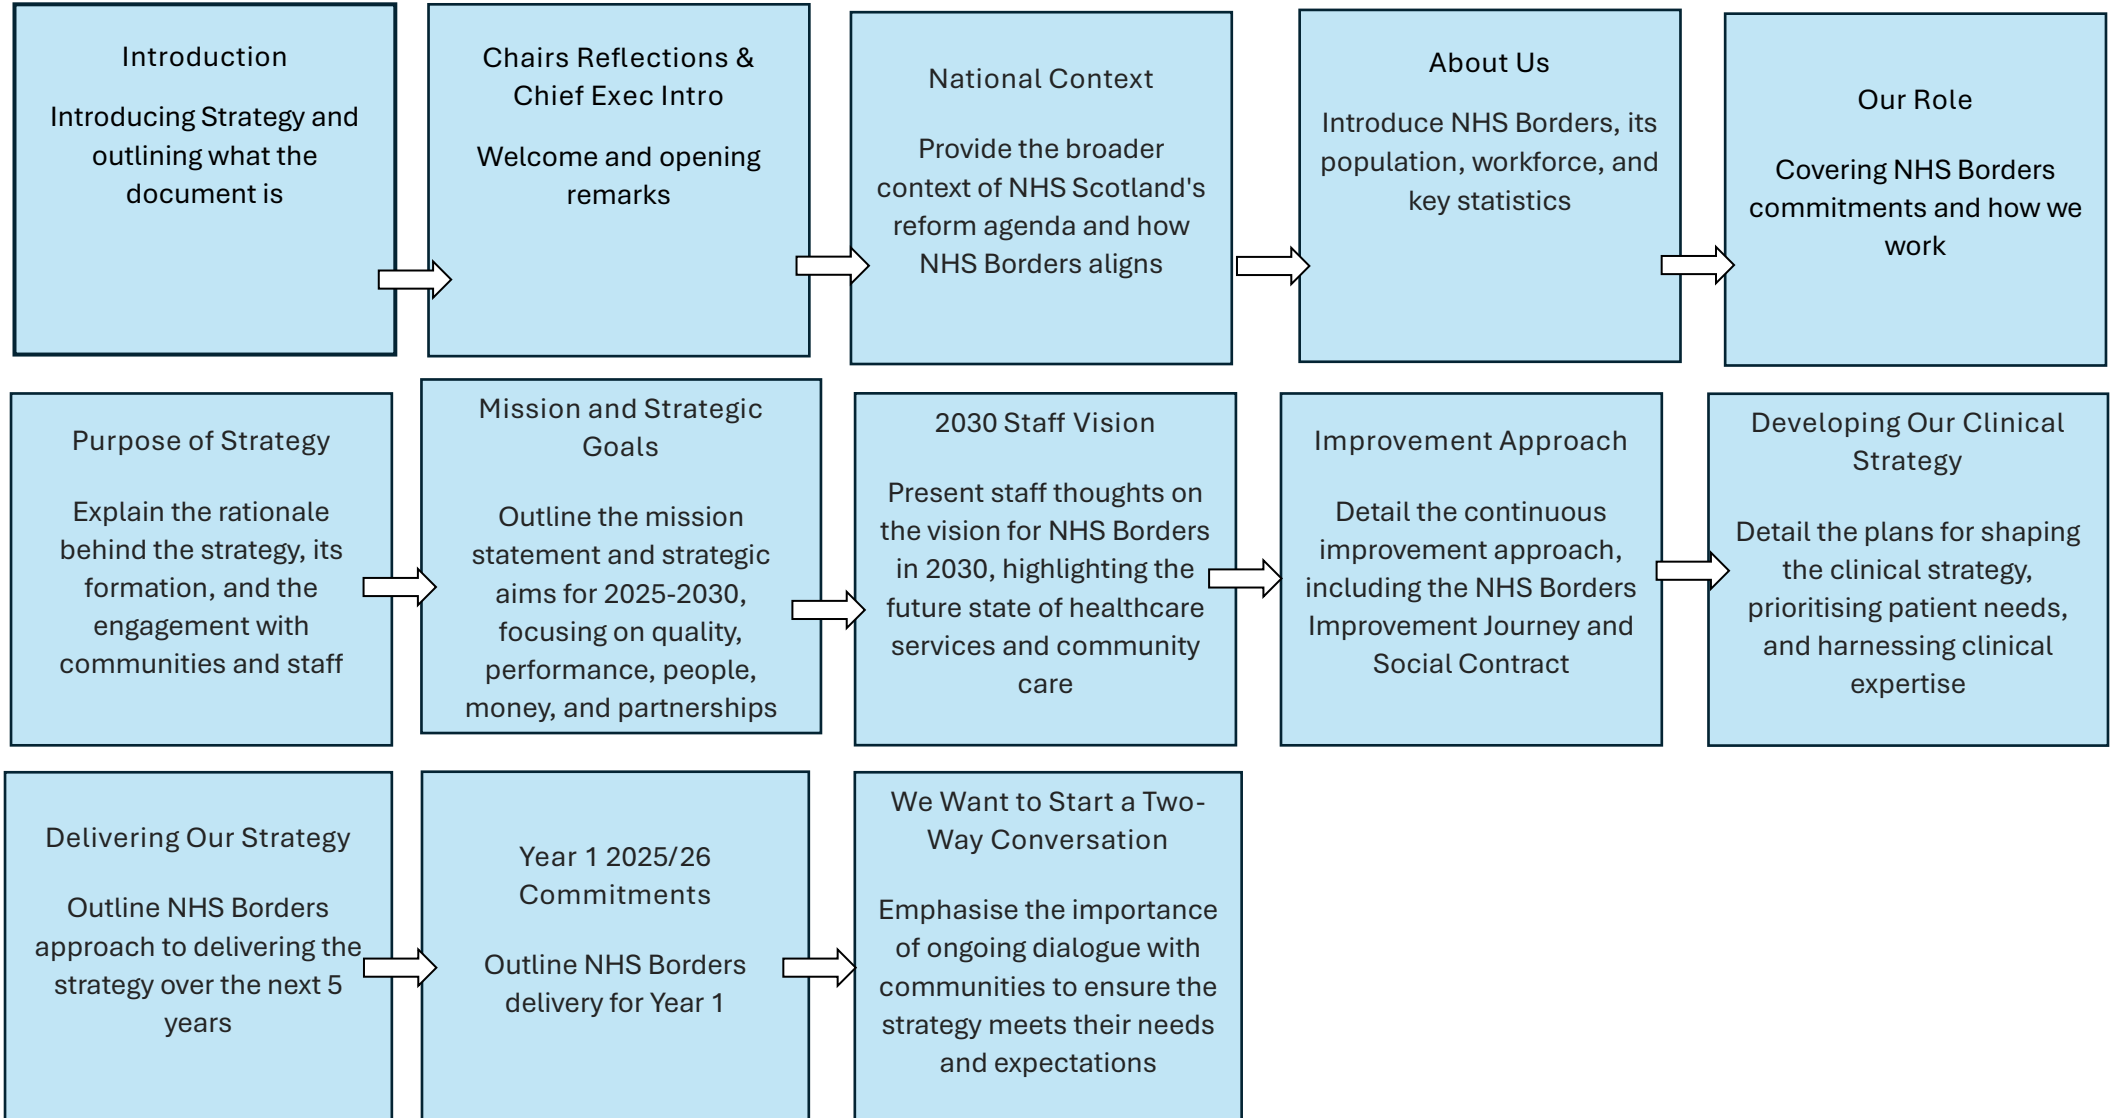 Introduction
Introducing Strategy and
outlining what the
document is
Chairs Reflections &
Chief Exec Intro
Welcome and opening
remarks
National Context
Provide the broader
context of NHS Scotland's
reform agenda and how
NHS Borders aligns
About Us
Introduce NHS Borders, its
population, workforce, and
key statistics
Our Role
Covering NHS Borders
commitments and how we
work
Purpose of Strategy
Explain the rationale
behind the strategy, its
formation, and the
engagement with
communities and staff
Mission and Strategic
Goals
Outline the mission
statement and strategic
aims for 2025-2030,
focusing on quality,
performance, people,
money, and partnerships
2030 Staff Vision
Present staff thoughts on
the vision for NHS Borders
in 2030, highlighting the
future state of healthcare
services and community
care
Improvement Approach
Detail the continuous
improvement approach,
including the NHS Borders
Improvement Journey and
Social Contract
Developing Our Clinical
Strategy
Detail the plans for shaping
the clinical strategy,
prioritising patient needs,
and harnessing clinical
expertise
Delivering Our Strategy
Outline NHS Borders
approach to delivering the
strategy over the next 5
years
Year 1 2025/26
Commitments
Outline NHS Borders
delivery for Year 1
We Want to Start a Two-
Way Conversation
Emphasise the importance
of ongoing dialogue with
communities to ensure the
strategy meets their needs
and expectations